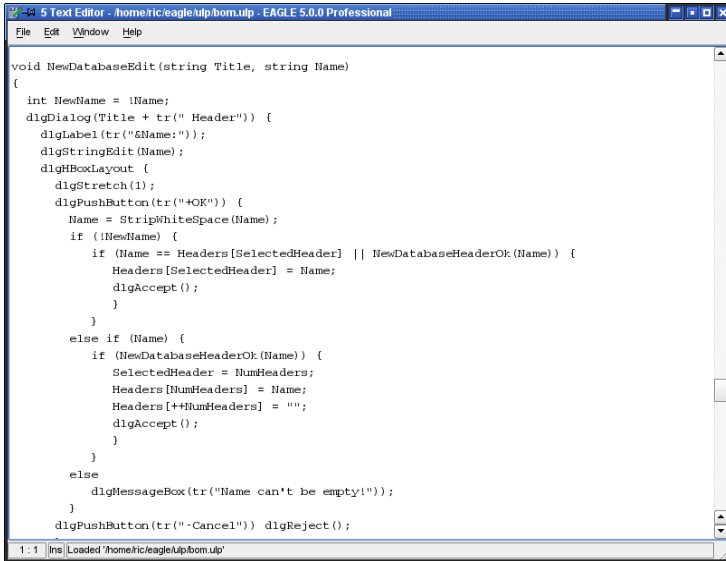 5 Text Editor - /home/ric/eagle/ulp/bom.ulp - EAGLE 5.0.0 Professional
File Edit Window Help
void NewDatabaseEdit(string Title, string Name)
{
  int NewName = !Name;
  dlgDialog(Title + tr(" Header")) {
    dlgLabel(tr("&Name:"));
    dlgStringEdit(Name);
    dlgHBoxLayout {
      dlgStretch(1);
      dlgPushButton(tr("+OK")) {
        Name = StripWhiteSpace(Name);
        if (!NewName) {
           if (Name == Headers[SelectedHeader] || NewDatabaseHeaderOk(Name)) {
              Headers[SelectedHeader] = Name;
              dlgAccept();
              }
           }
        else if (Name) {
           if (NewDatabaseHeaderOk(Name)) {
              SelectedHeader = NumHeaders;
              Headers[NumHeaders] = Name;
              Headers[++NumHeaders] = "";
              dlgAccept();
              }
           }
        else
           dlgMessageBox(tr("Name can't be empty!"));
        }
      dlgPushButton(tr("-Cancel")) dlgReject();
1 : 1 Ins Loaded '/home/ric/eagle/ulp/bom.ulp'